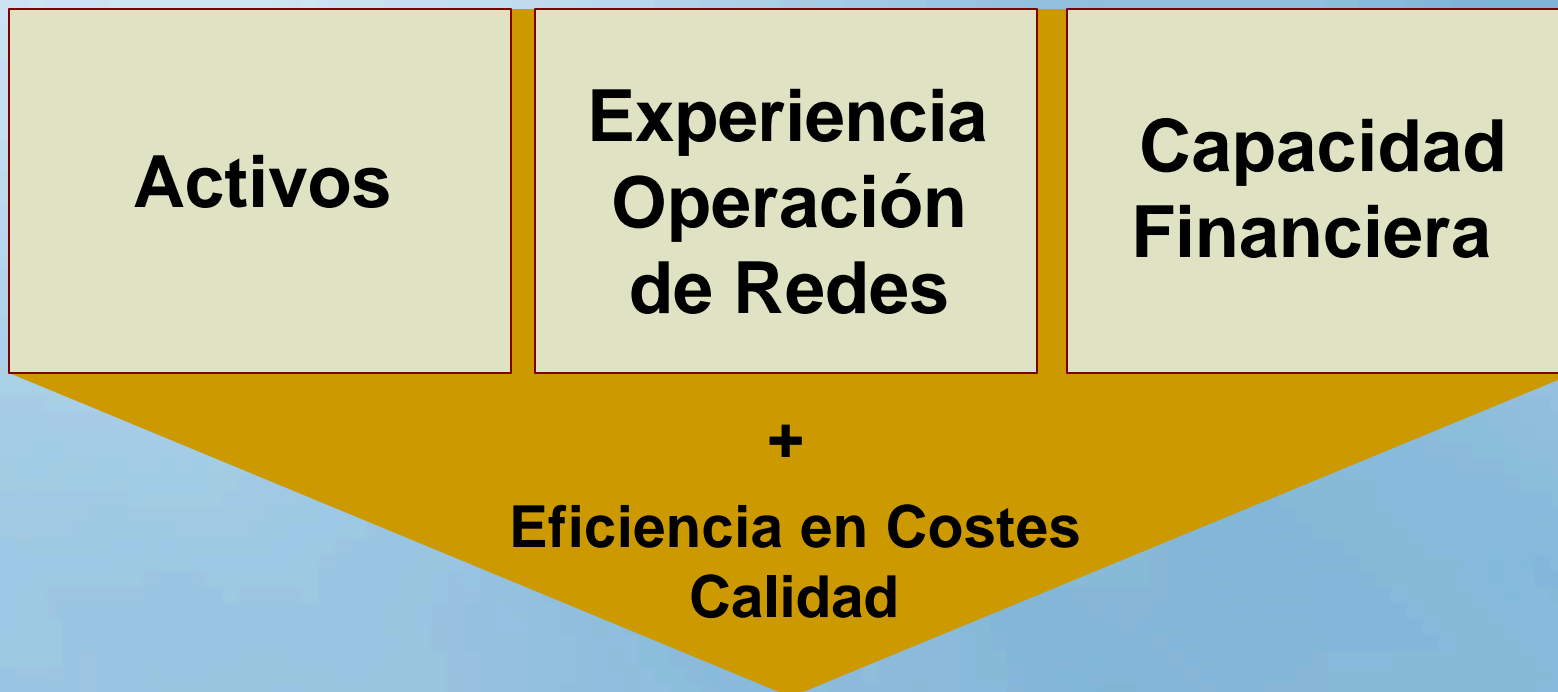 Activos
Experiencia
Operación
de Redes
Capacidad
Financiera
+
Eficiencia en Costes
Calidad